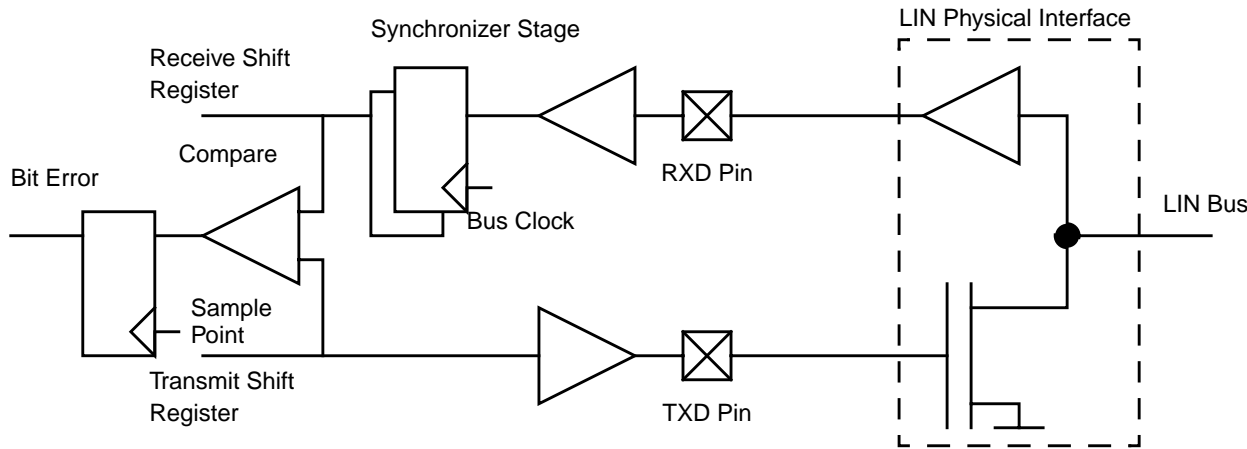 LIN Physical Interface
Synchronizer Stage
Receive Shift
Register
Compare
RXD Pin
Bit Error
LIN Bus
Bus Clock
Sample
Point
Transmit Shift
Register
TXD Pin